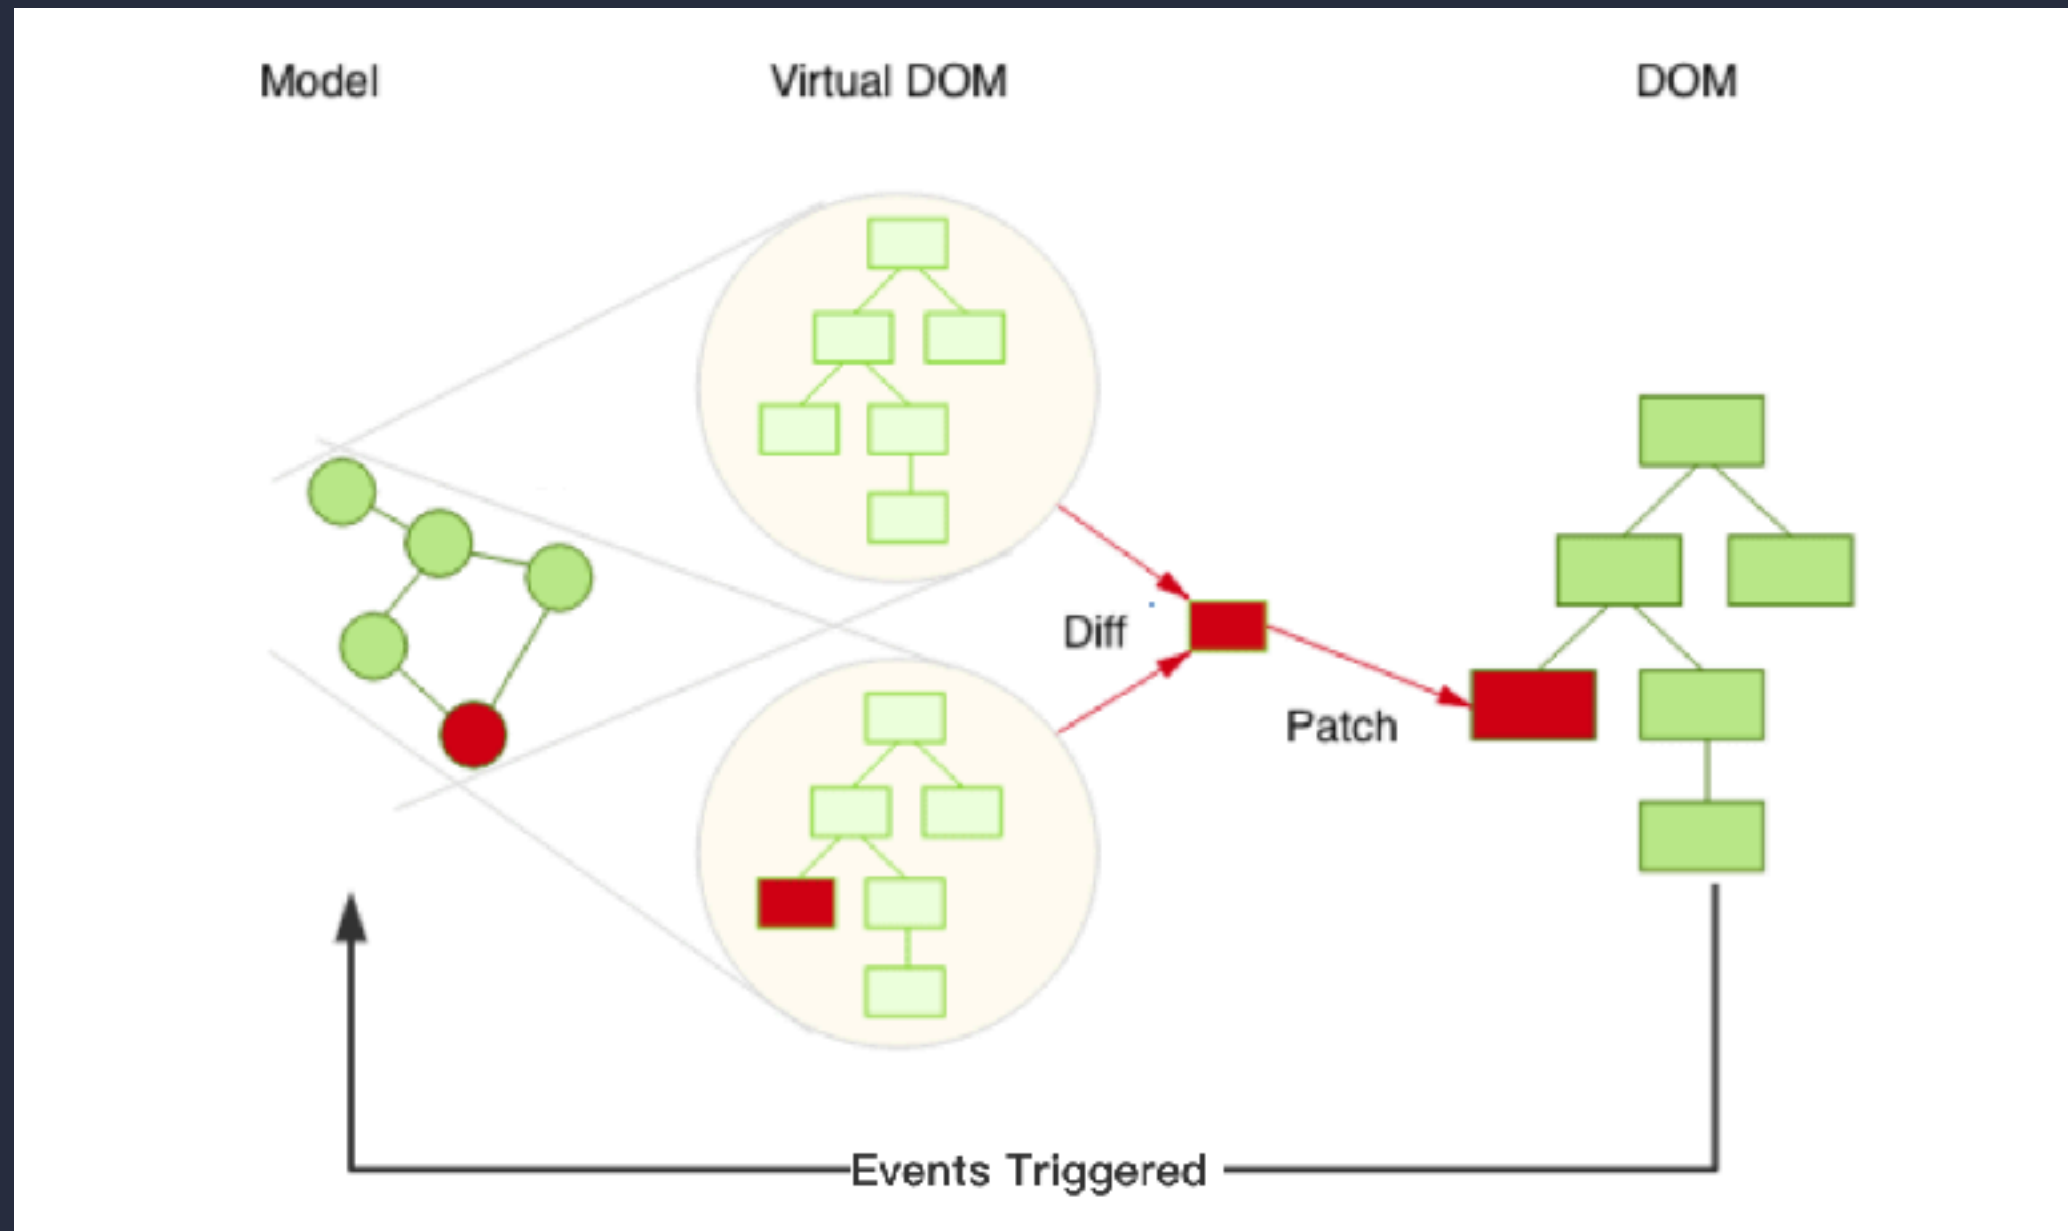 Model
Virtual DOM
DOM
Diff
Patch
Events Triggered